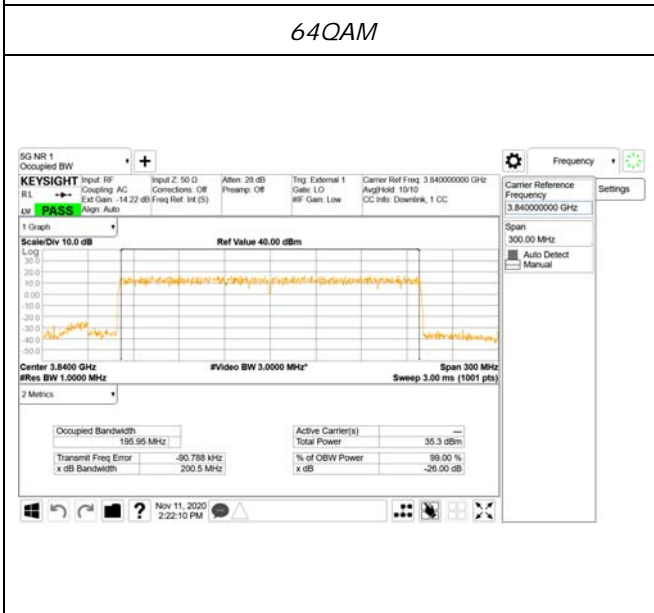 64QAM
5G NR 1
Occupied BW
Frequency
KEYSIGHT
Input: RF
Input Z: 50 Ω
Atten: 28 dB
Trig: External 1
Carrier Ref Freq: 3.840000000 GHz
RL
Coupling: AC
Corrections: Off
Preamp: Off
Gate: LO
Avg|Hold: 10/10
Ext Gain: -14.22 dB
Freq Ref: Int (S)
#IF Gain: Low
CC Info: Downlink, 1 CC
PASS
Align: Auto
Carrier Reference
Frequency
3.840000000 GHz
Settings
Span
300.00 MHz
Auto Detect
Manual
1 Graph
Scale/Div 10.0 dB
Ref Value 40.00 dBm
Log
30.0
20.0
10.0
0.00
-10.0
-20.0
-30.0
-40.0
-50.0
Center 3.8400 GHz
#Video BW 3.0000 MHz*
Span 300 MHz
#Res BW 1.0000 MHz
Sweep 3.00 ms (1001 pts)
2 Metrics
Occupied Bandwidth
195.95 MHz
Active Carrier(s)
---
Total Power
35.3 dBm
Transmit Freq Error
-90.788 kHz
% of OBW Power
99.00 %
x dB Bandwidth
200.5 MHz
x dB
-26.00 dB
Nov 11, 2020
2:22:10 PM